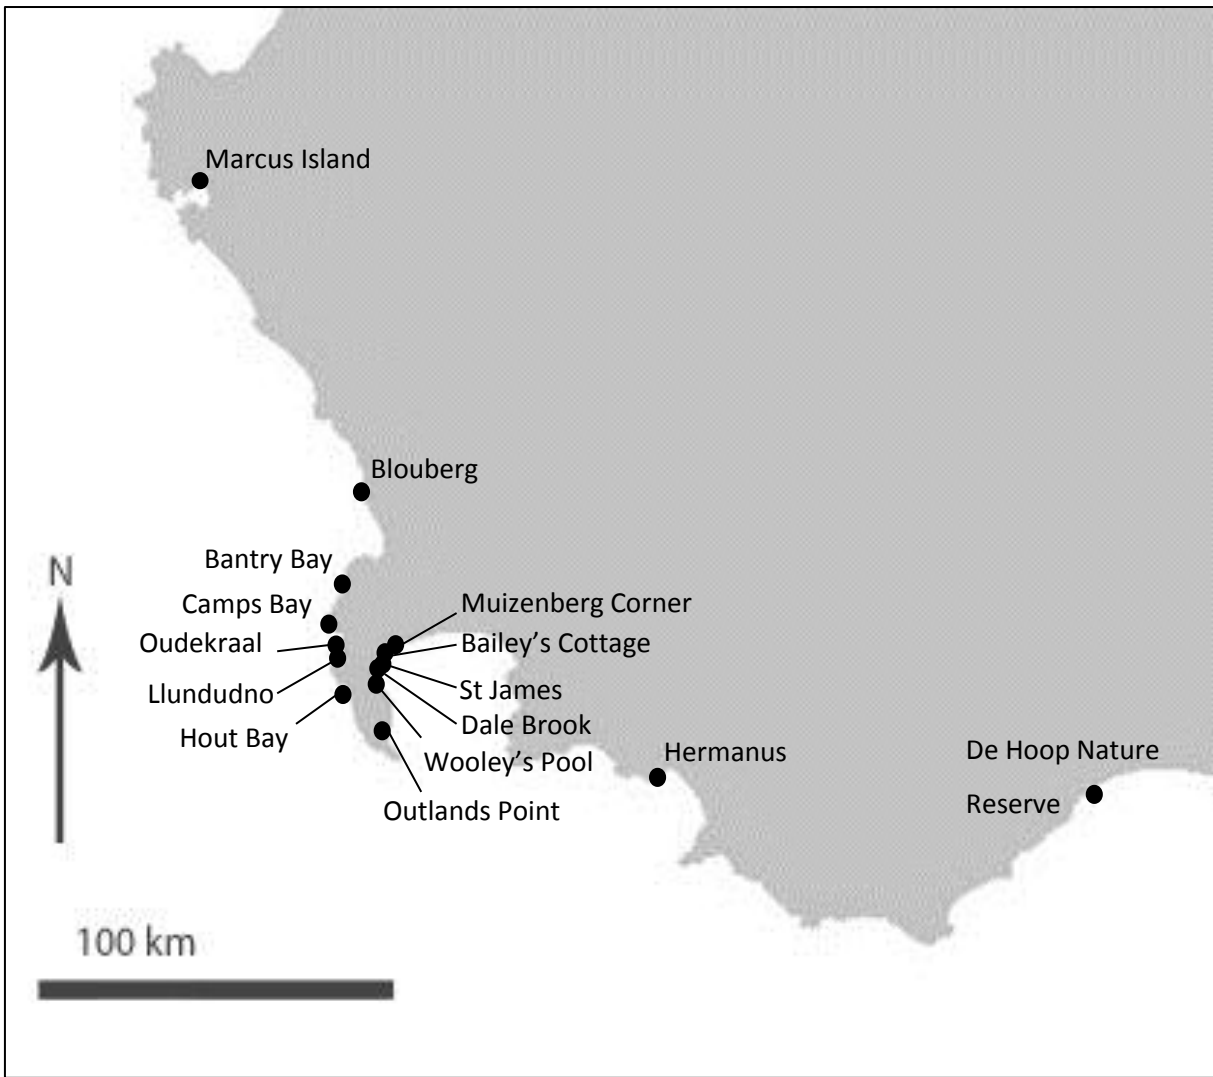 Marcus Island
Blouberg
Bantry Bay
N
Camps Bay
Muizenberg Corner
Oudekraal
Bailey’s Cottage
Llundudno
St James
Dale Brook
Hout Bay
Wooley’s Pool
Hermanus
De Hoop Nature
Reserve
Outlands Point
100 km